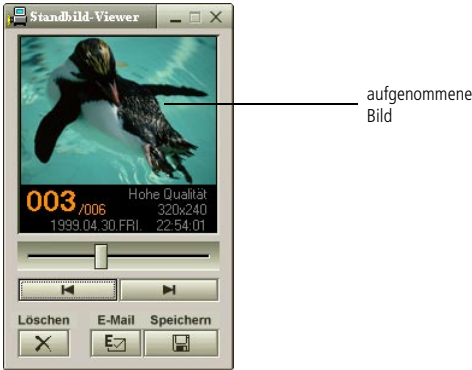 Standbild-Viewer
aufgenommene
Bild
003/006 Hohe Qualität
320x240
1999.04.30.FRI. 22:54:01
Löschen E-Mail Speichern
E